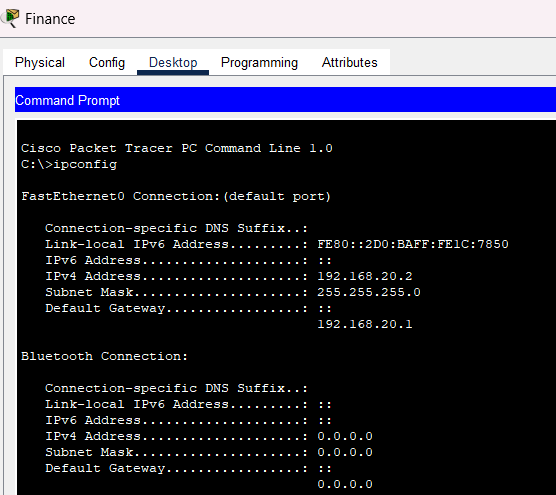 Finance
Physical Config Desktop Programming Attributes
Command Prompt
Cisco Packet Tracer PC Command Line 1.0
C:\>ipconfig
FastEthernet0 Connection:(default port)
Connection-specific DNS Suffix..:
Link-local IPv6 Address.........: FE80::2D0:BAFF:FE1C:7850
IPv6 Address....................: ::
IPv4 Address....................: 192.168.20.2
Subnet Mask.....................: 255.255.255.0
Default Gateway.................: ::
192.168.20.1
Bluetooth Connection:
Connection-specific DNS Suffix..:
Link-local IPv6 Address.........: ::
IPv6 Address....................: ::
IPv4 Address....................: 0.0.0.0
Subnet Mask.....................: 0.0.0.0
Default Gateway.................: ::
0.0.0.0